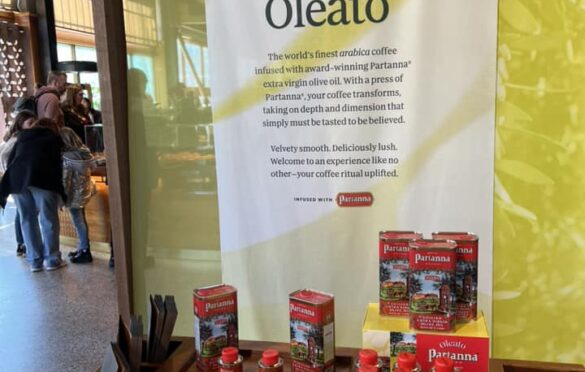 Oleato
The world's finest arabica coffee
infused with award-winning Partanna®
extra virgin olive oil. With a press of
Partanna®, your coffee transforms,
taking on depth and dimension that
simply must be tasted to be believed.
Velvety smooth. Deliciously lush.
Welcome to an experience like no
other—your coffee ritual uplifted.
INFUSED WITH Partanna
Partanna
Partanna
Partanna
Partanna
Partanna
Oleato
Partanna